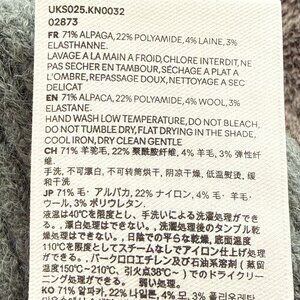 UKS025.KN0032
02873
FR 71% ALPAGA, 22% POLYAMIDE, 4% LAINE, 3%
ELASTHANNE.
LAVAGE A LA MAIN A FROID, CHLORE INTERDIT, NE
PAS SECHER EN TAMBOUR, SECHAGE A PLAT A
L'OMBRE, REPASSAGE DOUX, NETTOYAGE A SEC
DELICAT
EN 71% ALPACA, 22% POLYAMIDE, 4% WOOL, 3%
ELASTANE.
HAND WASH LOW TEMPERATURE, DO NOT BLEACH,
DO NOT TUMBLE DRY, FLAT DRYING IN THE SHADE,
COOL IRON, DRY CLEAN GENTLE
CH 71% 羊驼毛, 22% 聚酰胺纤维, 4% 羊毛, 3% 弹性纤
维.
手洗, 不可漂白, 不可转筒烘干, 阴凉平燥, 低温熨烫, 缓
和干洗
JP 71% 毛・アルパカ, 22% ナイロン, 4% 毛・羊毛・
ウール, 3% ポリウレタン.
液温は40℃を限度とし、手洗いによる洗濯処理ができ
る。漂白処理はできない。洗濯処理後のタンブル乾
燥処理はできない。日陰での平らな乾燥, 底面温度
110℃を限度としてスチームなしでアイロン仕上げ処理
パークロロエチレン及び石油系溶剤（蒸留
温度150℃~210℃、引火点38℃~）でのドライクリー
弱い処理。
KO 71% 알파카, 22% 나일론, 4% 모, 3% 폴리우레탄